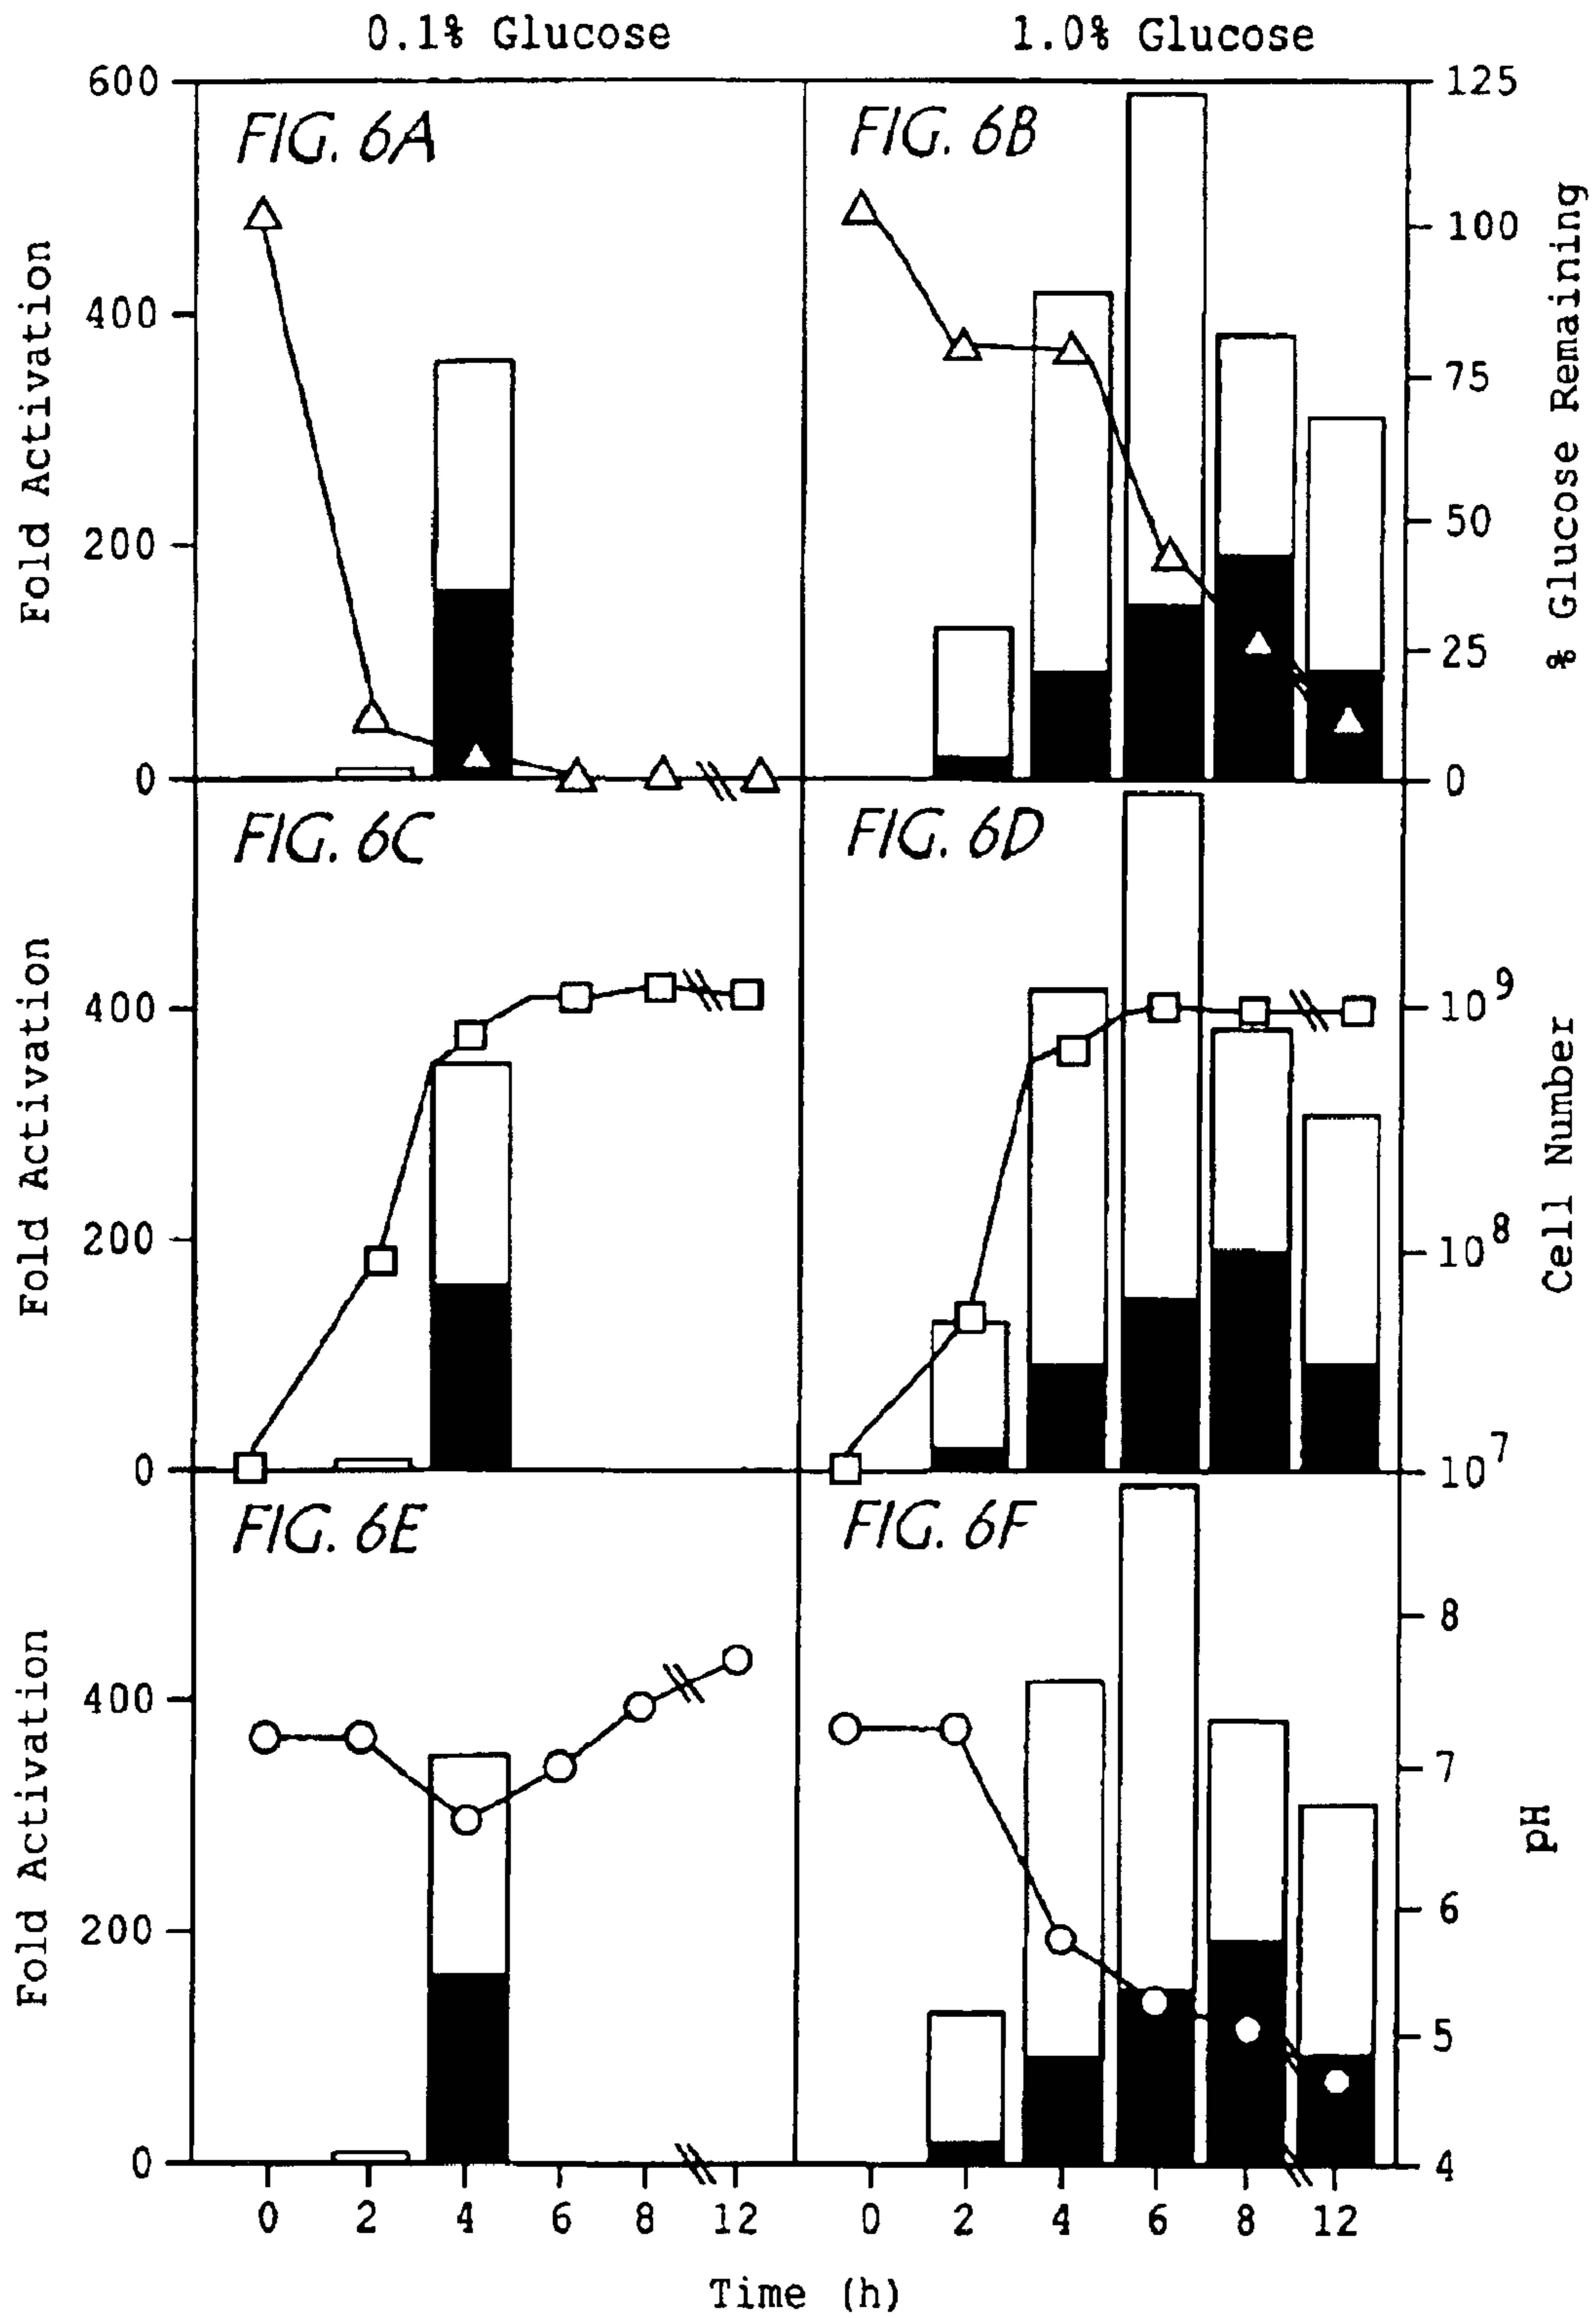 0.1% Glucose 1.0% Glucose
600 125
FIG. 6A FIG. 6B
100
400
75
50
200
25
0 0
Fold Activation
% Glucose Remaining
FIG. 6C FIG. 6D
400 10^9
200 10^8
0 10^7
Fold Activation
Cell Number
FIG. 6E FIG. 6F
8
400
7
6
200
5
0 4
Fold Activation
pH
0 2 4 6 8 12 0 2 4 6 8 12
Time (h)